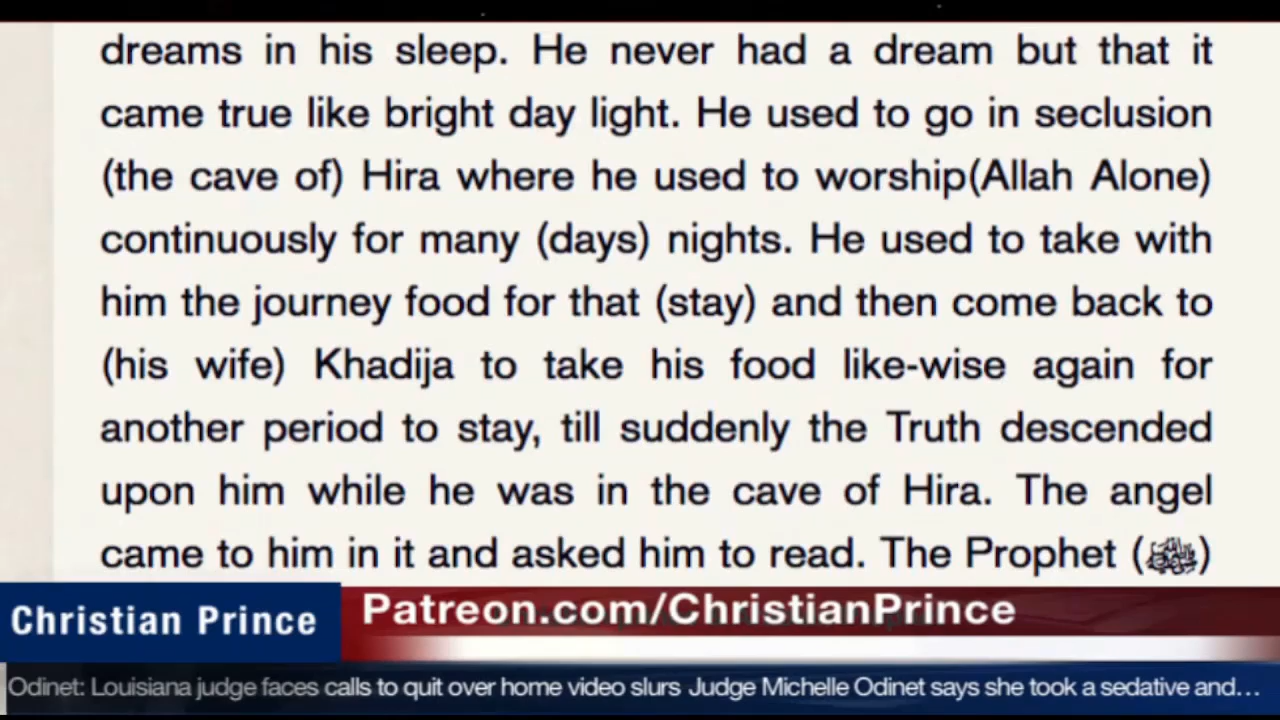 dreams in his sleep. He never had a dream but that it
came true like bright day light. He used to go in seclusion
(the cave of) Hira where he used to worship(Allah Alone)
continuously for many (days) nights. He used to take with
him the journey food for that (stay) and then come back to
(his wife) Khadija to take his food like-wise again for
another period to stay, till suddenly the Truth descended
upon him while he was in the cave of Hira. The angel
came to him in it and asked him to read. The Prophet (ﷺ)
Christian Prince
Patreon.com/ChristianPrince
Odinet: Louisiana judge faces calls to quit over home video slurs Judge Michelle Odinet says she took a sedative and…